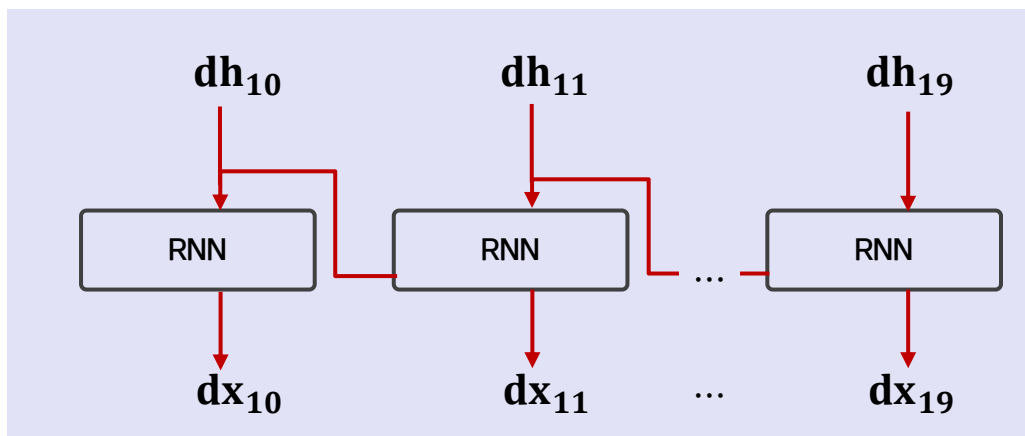 dh₁₀ dh₁₁ dh₁₉
RNN RNN ... RNN
dx₁₀ dx₁₁ ... dx₁₉